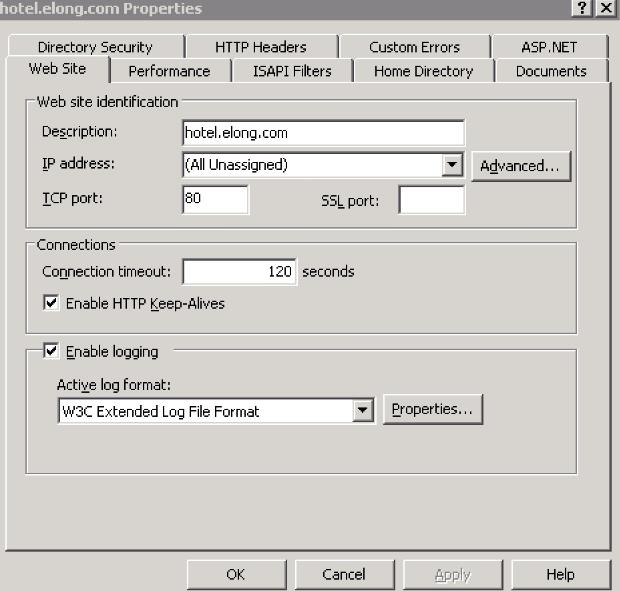 hotel.elong.com Properties
Directory Security HTTP Headers Custom Errors ASP.NET
Web Site Performance ISAPI Filters Home Directory Documents
Web site identification
Description: hotel.elong.com
IP address: (All Unassigned) Advanced...
TCP port: 80 SSL port:
Connections
Connection timeout: 120 seconds
Enable HTTP Keep-Alives
Enable logging
Active log format:
W3C Extended Log File Format Properties...
OK Cancel Apply Help